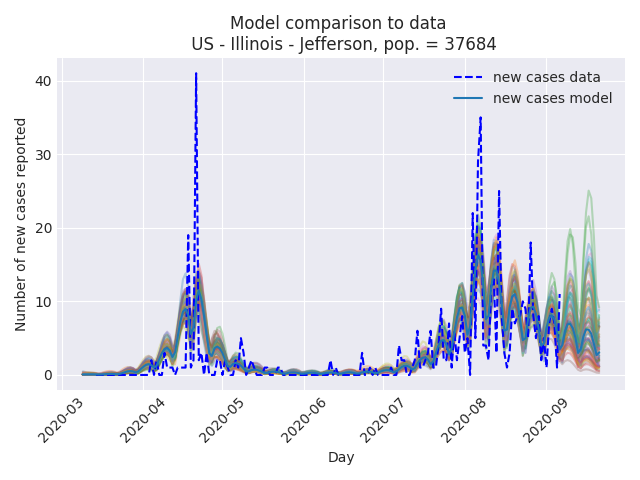 Model comparison to data
US - Illinois - Jefferson, pop. = 37684
new cases data
new cases model
Number of new cases reported
40
30
20
10
0
2020-03
2020-04
2020-05
2020-06
2020-07
2020-08
2020-09
Day